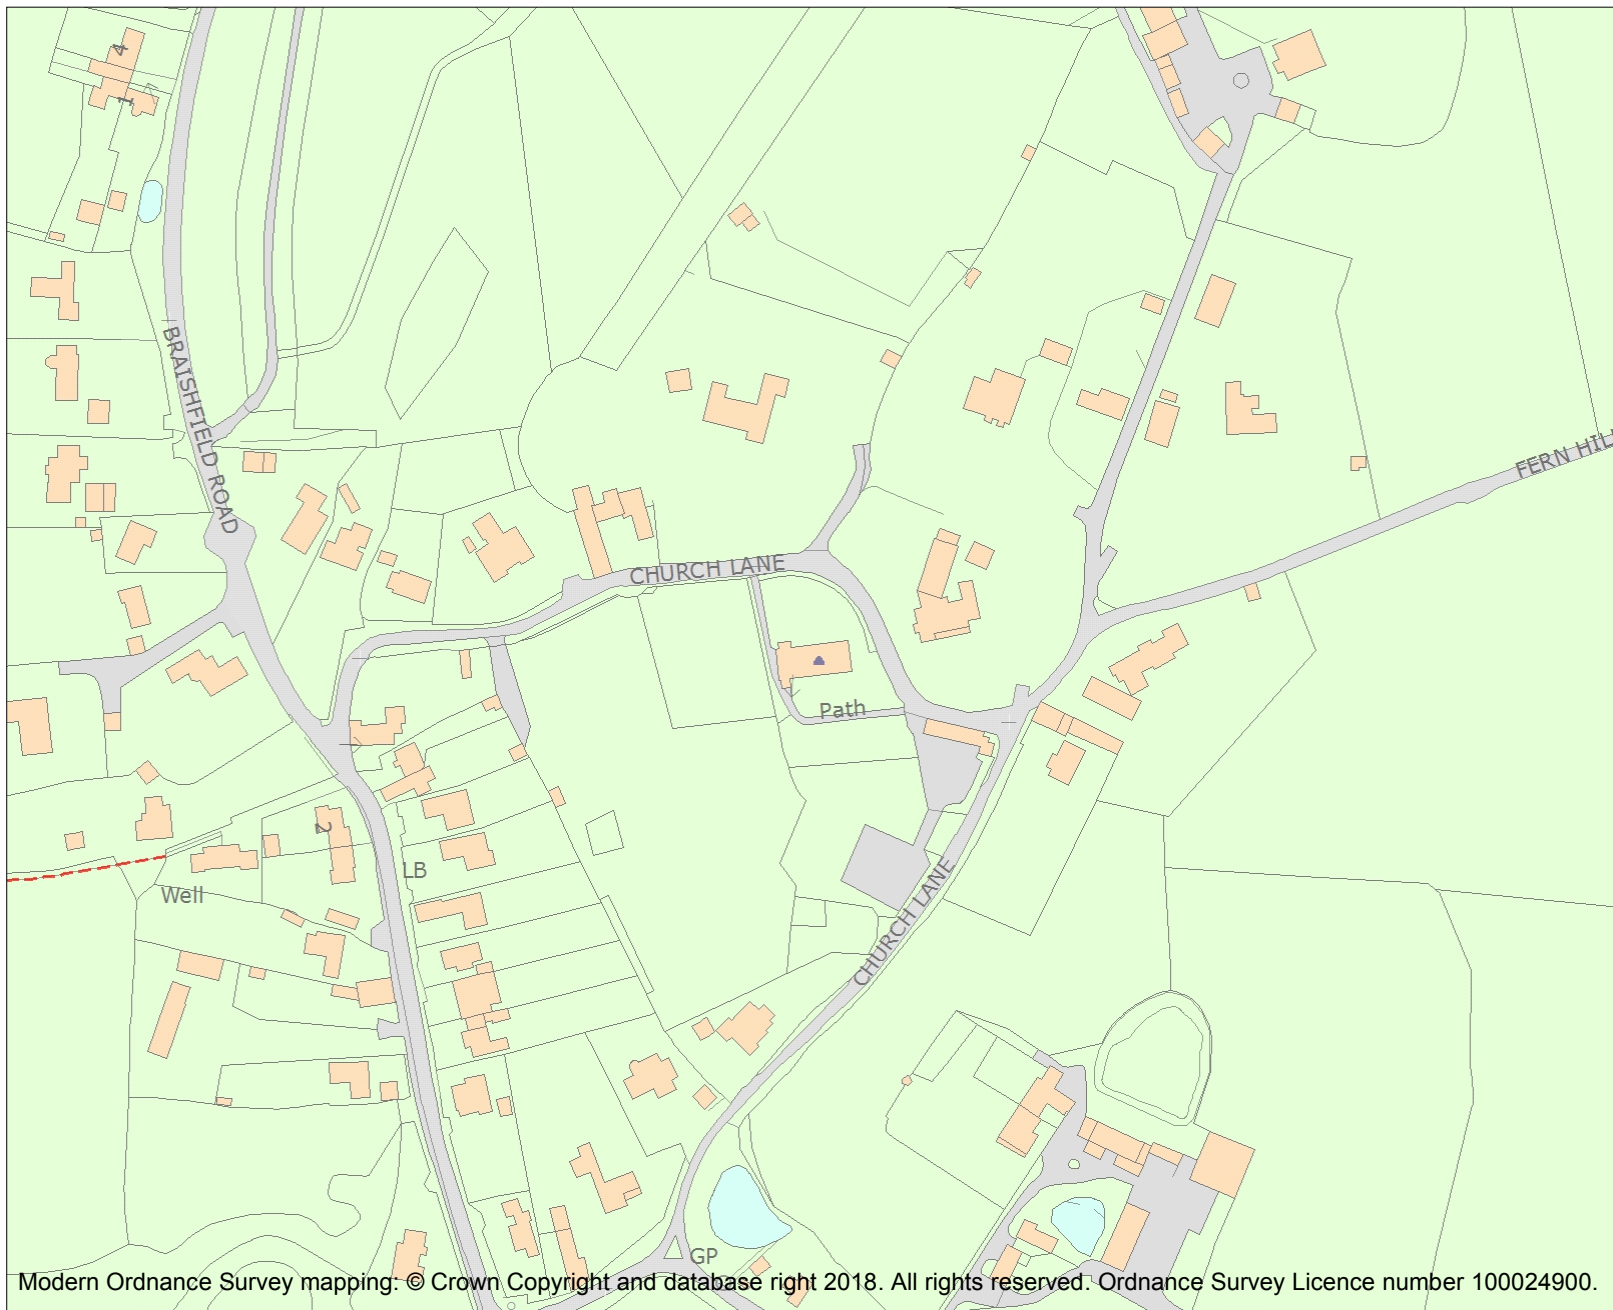 4
1
BRAISHFIELD ROAD
FERN HILL
CHURCH LANE
Path
2
LB
Well
CHURCH LANE
GP
Modern Ordnance Survey mapping: © Crown Copyright and database right 2018. All rights reserved. Ordnance Survey Licence number 100024900.